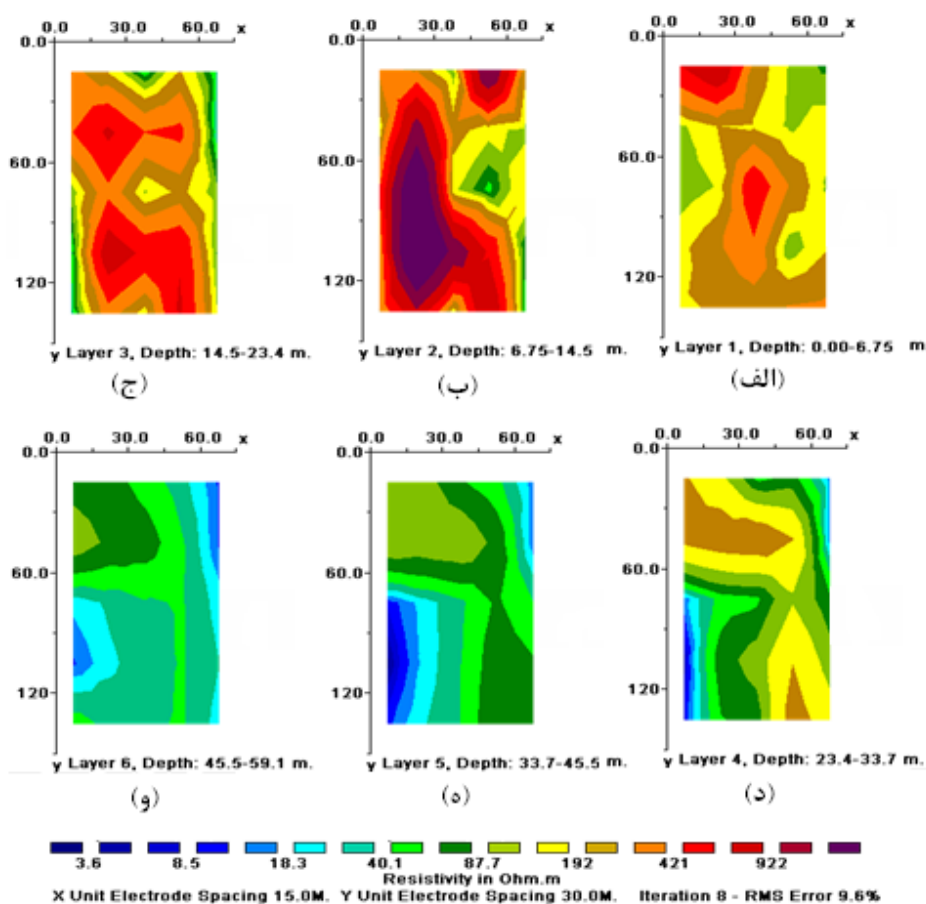 0.0 30.0 60.0 x
0.0
60.0
120
y Layer 3, Depth: 14.5-23.4 m.
(ج)
0.0 30.0 60.0 x
0.0
60.0
120
y Layer 2, Depth: 6.75-14.5 m.
(ب)
0.0 30.0 60.0 x
0.0
60.0
120
y Layer 1, Depth: 0.00-6.75 m
(الف)
0.0 30.0 60.0 x
0.0
60.0
120
y Layer 6, Depth: 45.5-59.1 m.
(و)
0.0 30.0 60.0 x
0.0
60.0
120
y Layer 5, Depth: 33.7-45.5 m.
(ه)
0.0 30.0 60.0 x
0.0
60.0
120
y Layer 4, Depth: 23.4-33.7 m.
(د)
3.6 8.5 18.3 40.1 87.7 192 421 922
Resistivity in Ohm.m
X Unit Electrode Spacing 15.0M. Y Unit Electrode Spacing 30.0M. Iteration 8 - RMS Error 9.6%